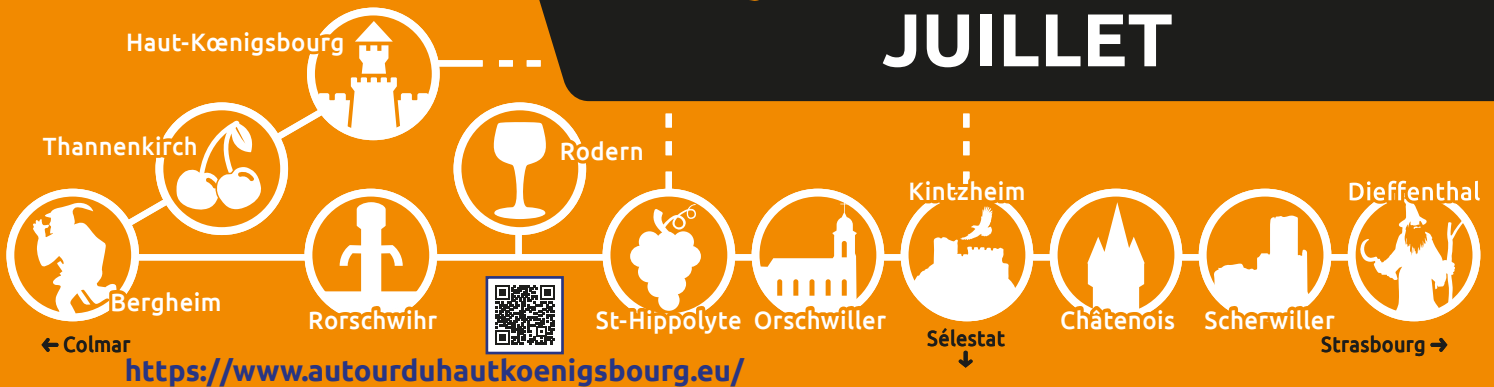 JUILLET
Haut-Kœnigsbourg
Thannenkirch
Rodern
Kintzheim
Dieffenthal
Bergheim
Rorschwihr
St-Hippolyte
Orschwiller
Châtenois
Scherwiller
← Colmar
Sélestat
↓
Strasbourg →
https://www.autourduhautkoenigsbourg.eu/